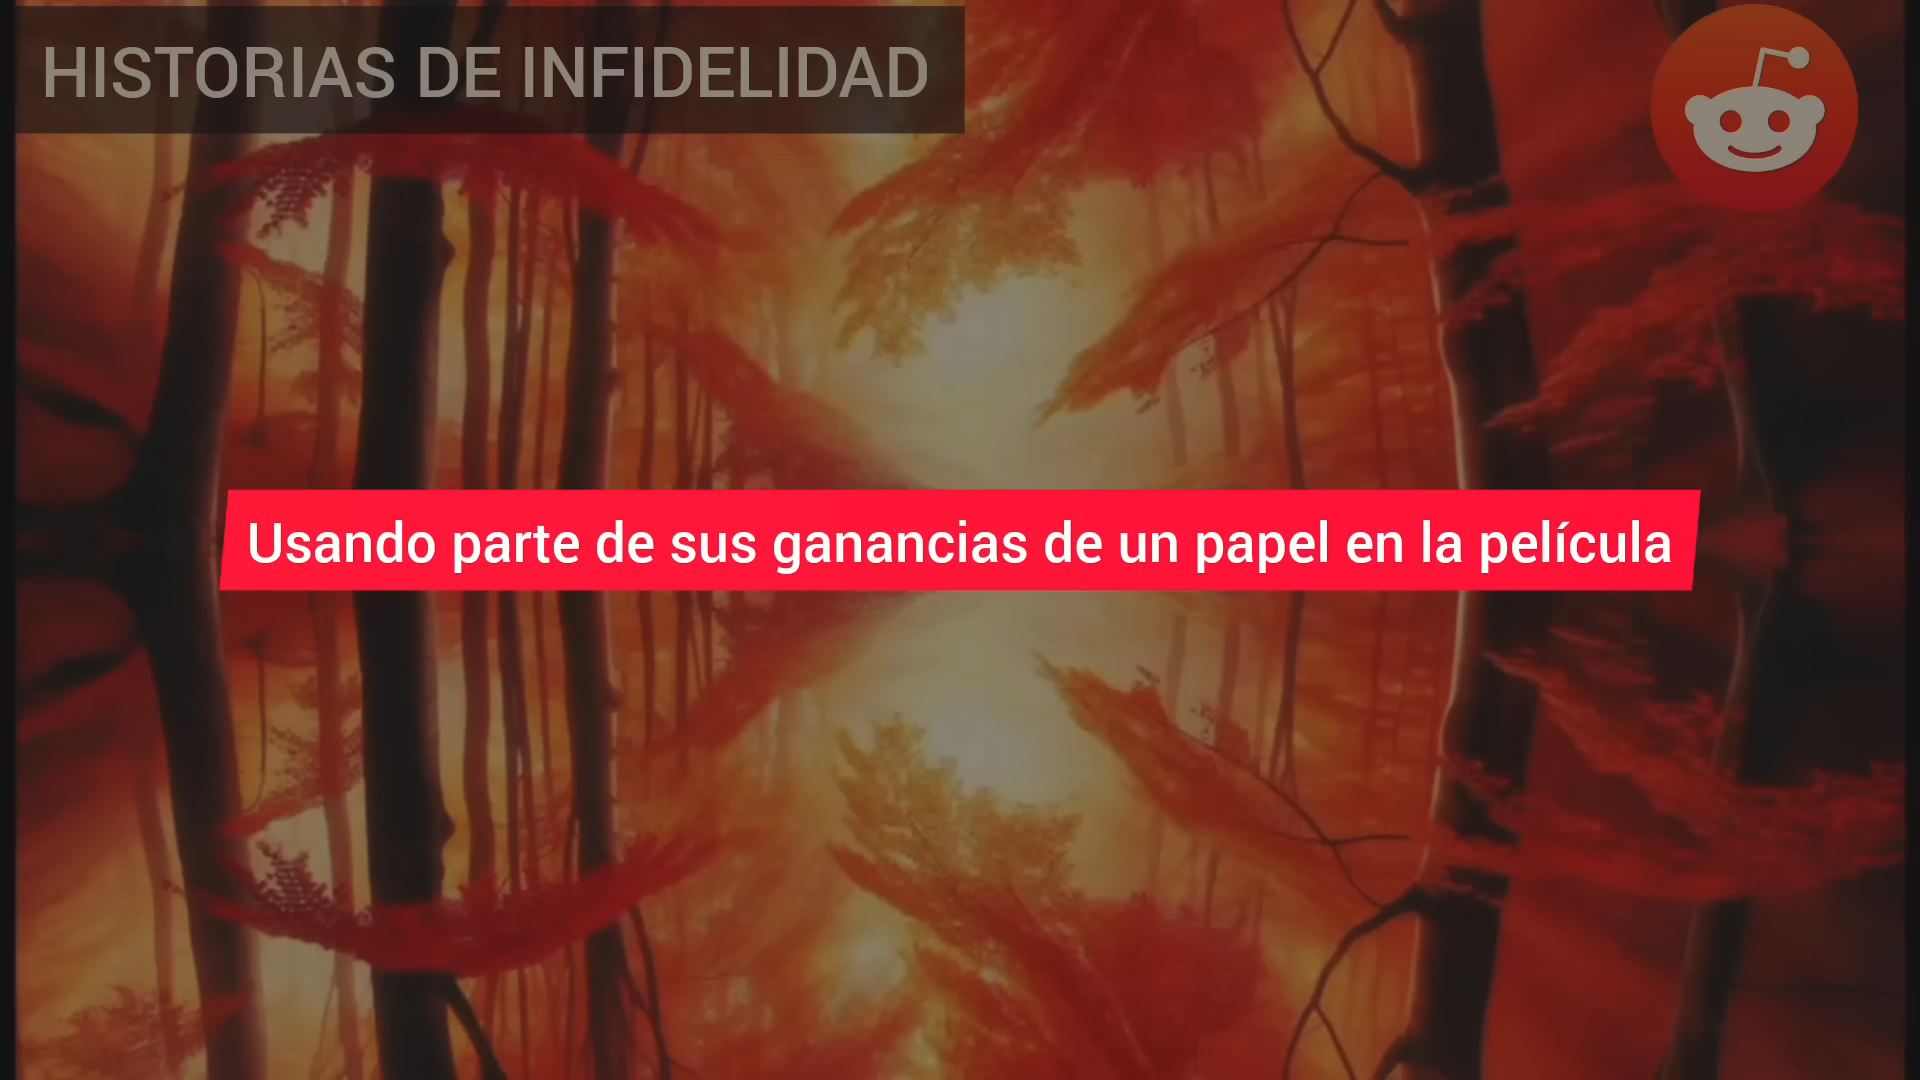 HISTORIAS DE INFIDELIDAD
Usando parte de sus ganancias de un papel en la película